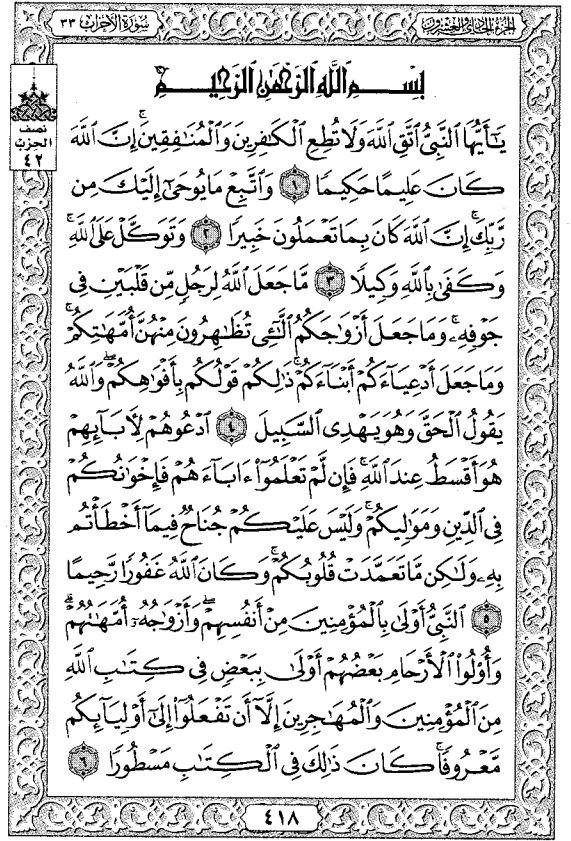 الجزء الحادي والعشرون
سورة الأحزاب ٣٣
نصف
الحزب
٤٢
بِسْمِ ٱللَّهِ ٱلرَّحْمَٰنِ ٱلرَّحِيمِ
يَٰٓأَيُّهَا ٱلنَّبِيُّ ٱتَّقِ ٱللَّهَ وَلَا تُطِعِ ٱلْكَٰفِرِينَ وَٱلْمُنَٰفِقِينَۗ إِنَّ ٱللَّهَ
كَانَ عَلِيمًا حَكِيمًا ١ وَٱتَّبِعْ مَا يُوحَىٰٓ إِلَيْكَ مِن
رَّبِّكَۚ إِنَّ ٱللَّهَ كَانَ بِمَا تَعْمَلُونَ خَبِيرًا ٢ وَتَوَكَّلْ عَلَى ٱللَّهِۚ
وَكَفَىٰ بِٱللَّهِ وَكِيلًا ٣ مَّا جَعَلَ ٱللَّهُ لِرَجُلٍ مِّن قَلْبَيْنِ فِي
جَوْفِهِۦۚ وَمَا جَعَلَ أَزْوَٰجَكُمُ ٱلَّٰٓـِٔي تُظَٰهِرُونَ مِنْهُنَّ أُمَّهَٰتِكُمْۚ
وَمَا جَعَلَ أَدْعِيَآءَكُمْ أَبْنَآءَكُمْۚ ذَٰلِكُمْ قَوْلُكُم بِأَفْوَٰهِكُمْۖ وَٱللَّهُ
يَقُولُ ٱلْحَقَّ وَهُوَ يَهْدِي ٱلسَّبِيلَ ٤ ٱدْعُوهُمْ لِأٓبَآئِهِمْ
هُوَ أَقْسَطُ عِندَ ٱللَّهِۚ فَإِن لَّمْ تَعْلَمُوٓا۟ ءَابَآءَهُمْ فَإِخْوَٰنُكُمْ
فِي ٱلدِّينِ وَمَوَٰلِيكُمْۚ وَلَيْسَ عَلَيْكُمْ جُنَاحٌ فِيمَآ أَخْطَأْتُم
بِهِۦ وَلَٰكِن مَّا تَعَمَّدَتْ قُلُوبُكُمْۚ وَكَانَ ٱللَّهُ غَفُورًا رَّحِيمًا
٥ ٱلنَّبِيُّ أَوْلَىٰ بِٱلْمُؤْمِنِينَ مِنْ أَنفُسِهِمْۖ وَأَزْوَٰجُهُۥٓ أُمَّهَٰتُهُمْۗ
وَأُو۟لُوا۟ ٱلْأَرْحَامِ بَعْضُهُمْ أَوْلَىٰ بِبَعْضٍ فِي كِتَٰبِ ٱللَّهِ
مِنَ ٱلْمُؤْمِنِينَ وَٱلْمُهَٰجِرِينَ إِلَّآ أَن تَفْعَلُوٓا۟ إِلَىٰٓ أَوْلِيَآئِكُم
مَّعْرُوفًاۚ كَانَ ذَٰلِكَ فِي ٱلْكِتَٰبِ مَسْطُورًا ٦
٤١٨